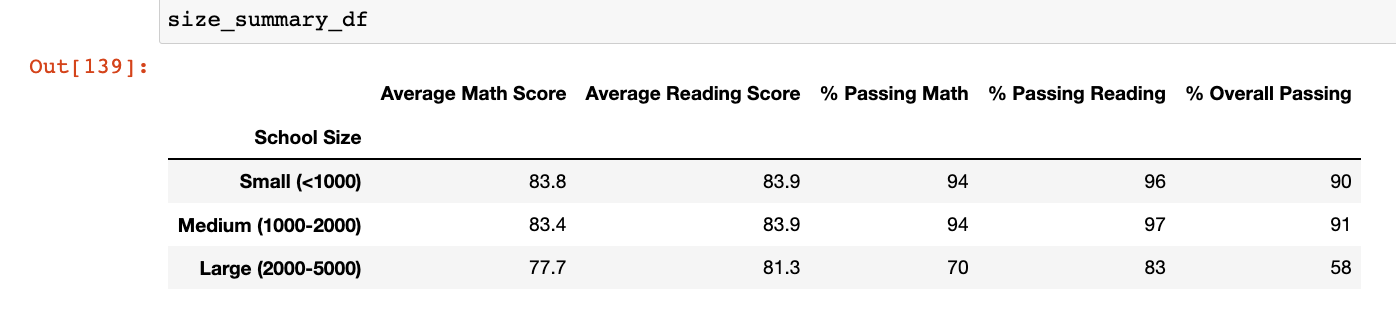 size_summary_df
Out[139]:
Average Math Score Average Reading Score % Passing Math % Passing Reading % Overall Passing
School Size
Small (<1000) 83.8 83.9 94 96 90
Medium (1000-2000) 83.4 83.9 94 97 91
Large (2000-5000) 77.7 81.3 70 83 58